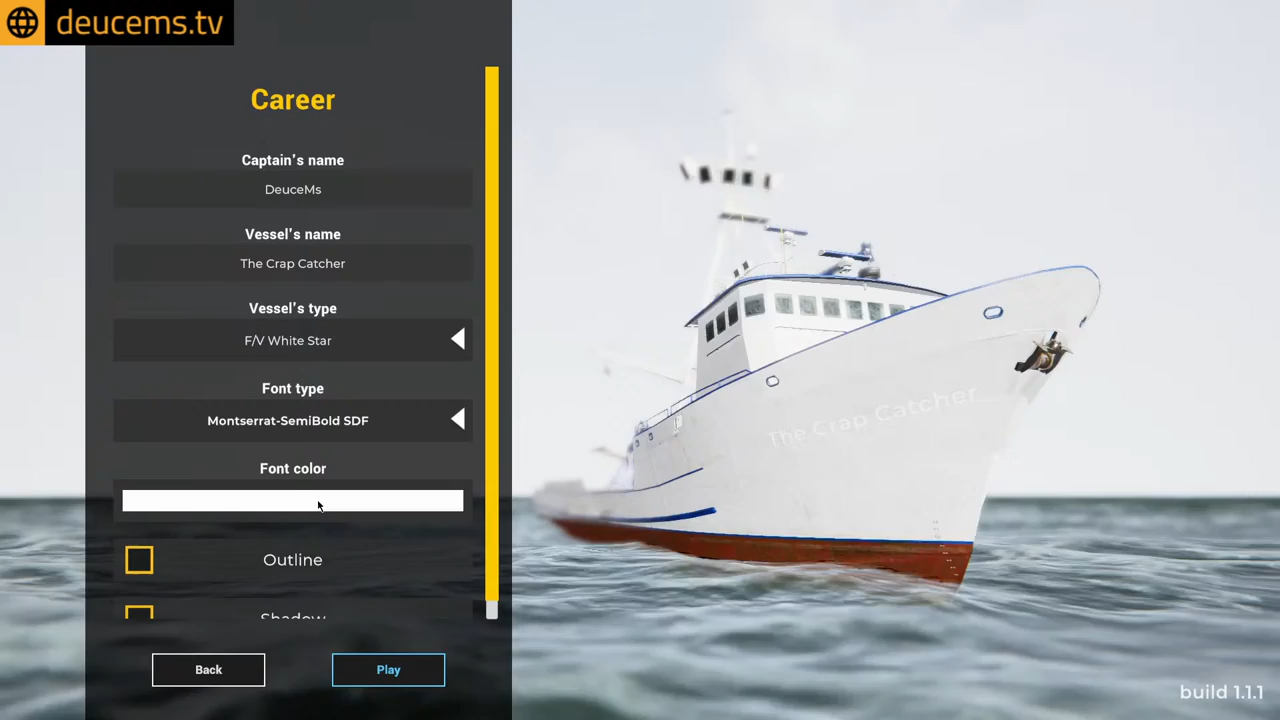 deucems.tv
Career
Captain's name
DeuceMs
Vessel's name
The Crap Catcher
Vessel's type
F/V White Star
Font type
Montserrat-SemiBold SDF
Font color
Outline
Shadow
Back
Play
The Crap Catcher
build 1.1.1